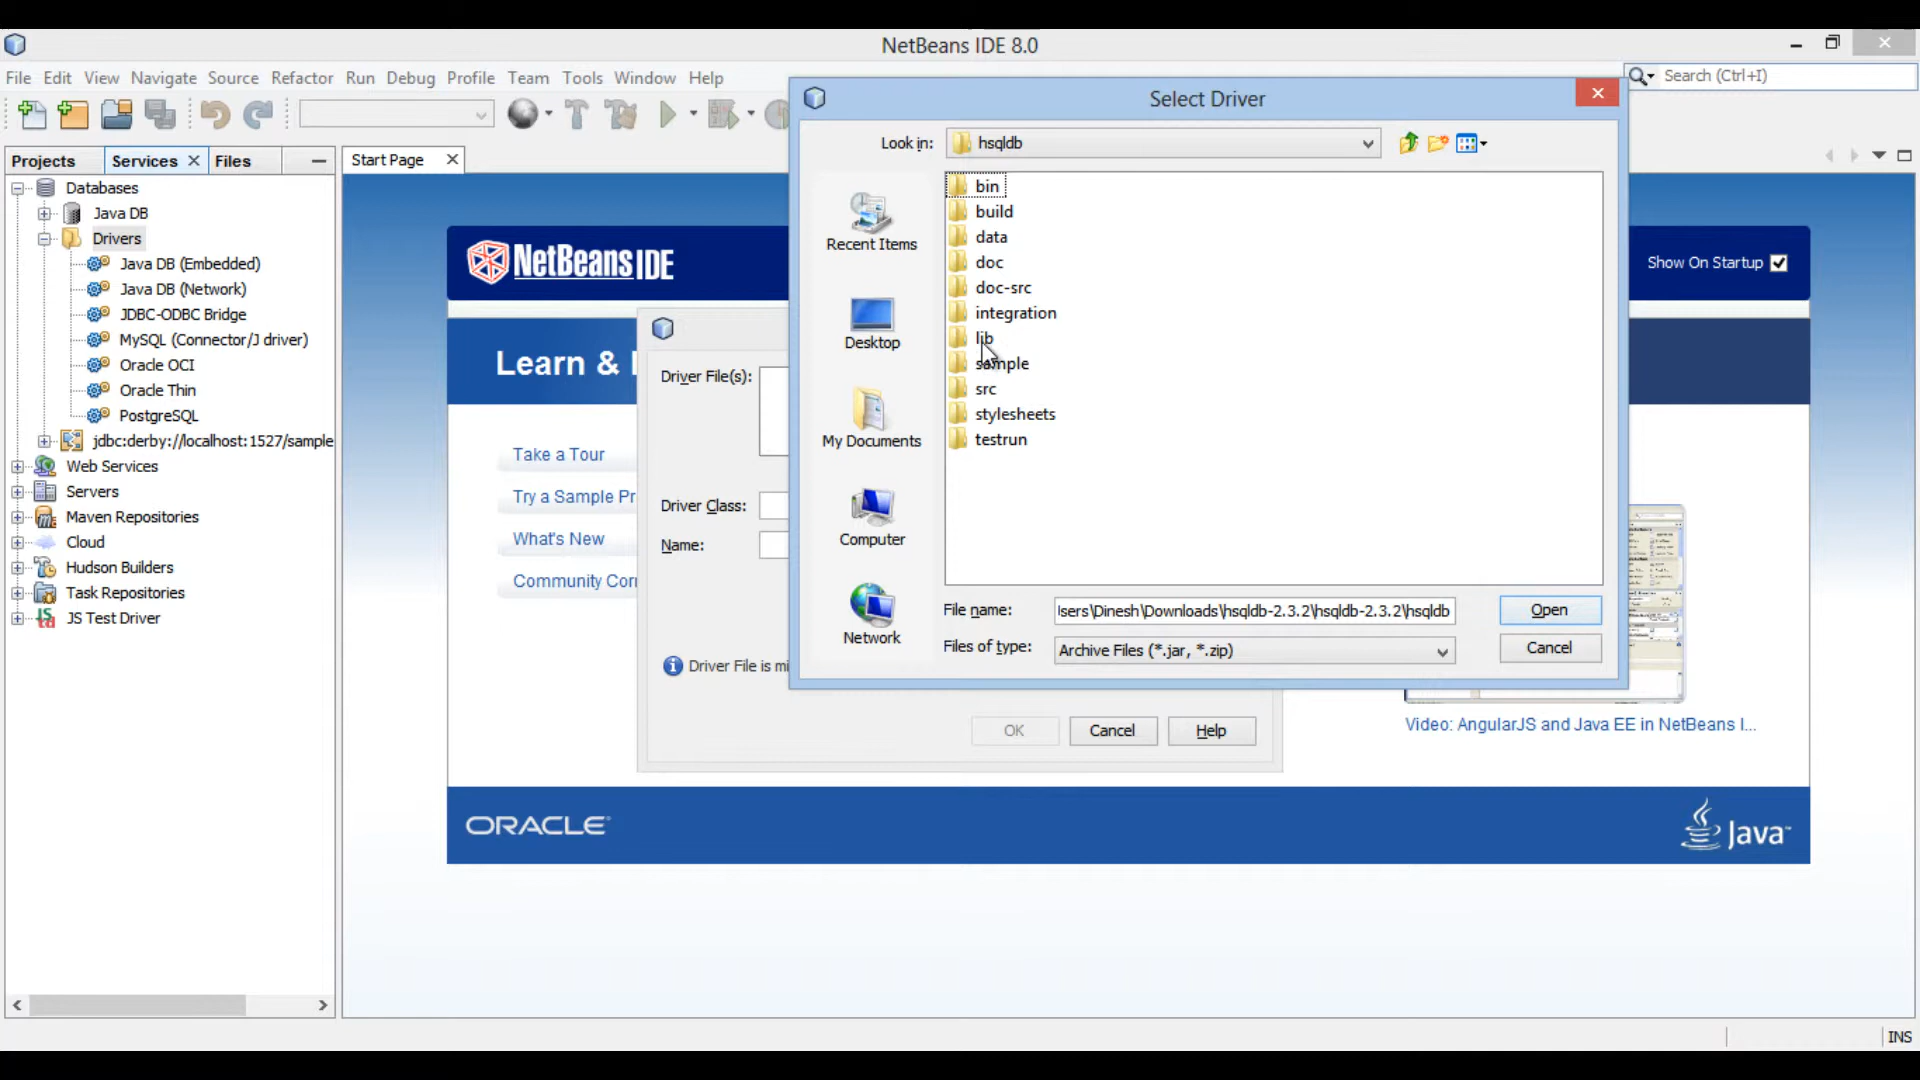 NetBeans IDE 8.0
File Edit View Navigate Source Refactor Run Debug Profile Team Tools Window Help
Search (Ctrl+I)
Projects Services Files
Start Page
Databases
Java DB
Drivers
Java DB (Embedded)
Java DB (Network)
JDBC-ODBC Bridge
MySQL (Connector/J driver)
Oracle OCI
Oracle Thin
PostgreSQL
jdbc:derby://localhost:1527/sample
Web Services
Servers
Maven Repositories
Cloud
Hudson Builders
Task Repositories
JS Test Driver
NetBeans IDE
Show On Startup
Learn &
Take a Tour
Try a Sample Pr
What's New
Community Cor
Driver File(s):
Driver Class:
Name:
Driver File is mi
OK Cancel Help
Select Driver
Look in: hsqldb
Recent Items
Desktop
My Documents
Computer
Network
bin
build
data
doc
doc-src
integration
lib
sample
src
stylesheets
testrun
File name: \sers\Dinesh\Downloads\hsqldb-2.3.2\hsqldb-2.3.2\hsqldb
Open
Files of type: Archive Files (*.jar, *.zip)
Cancel
Video: AngularJS and Java EE in NetBeans I...
ORACLE
Java
INS